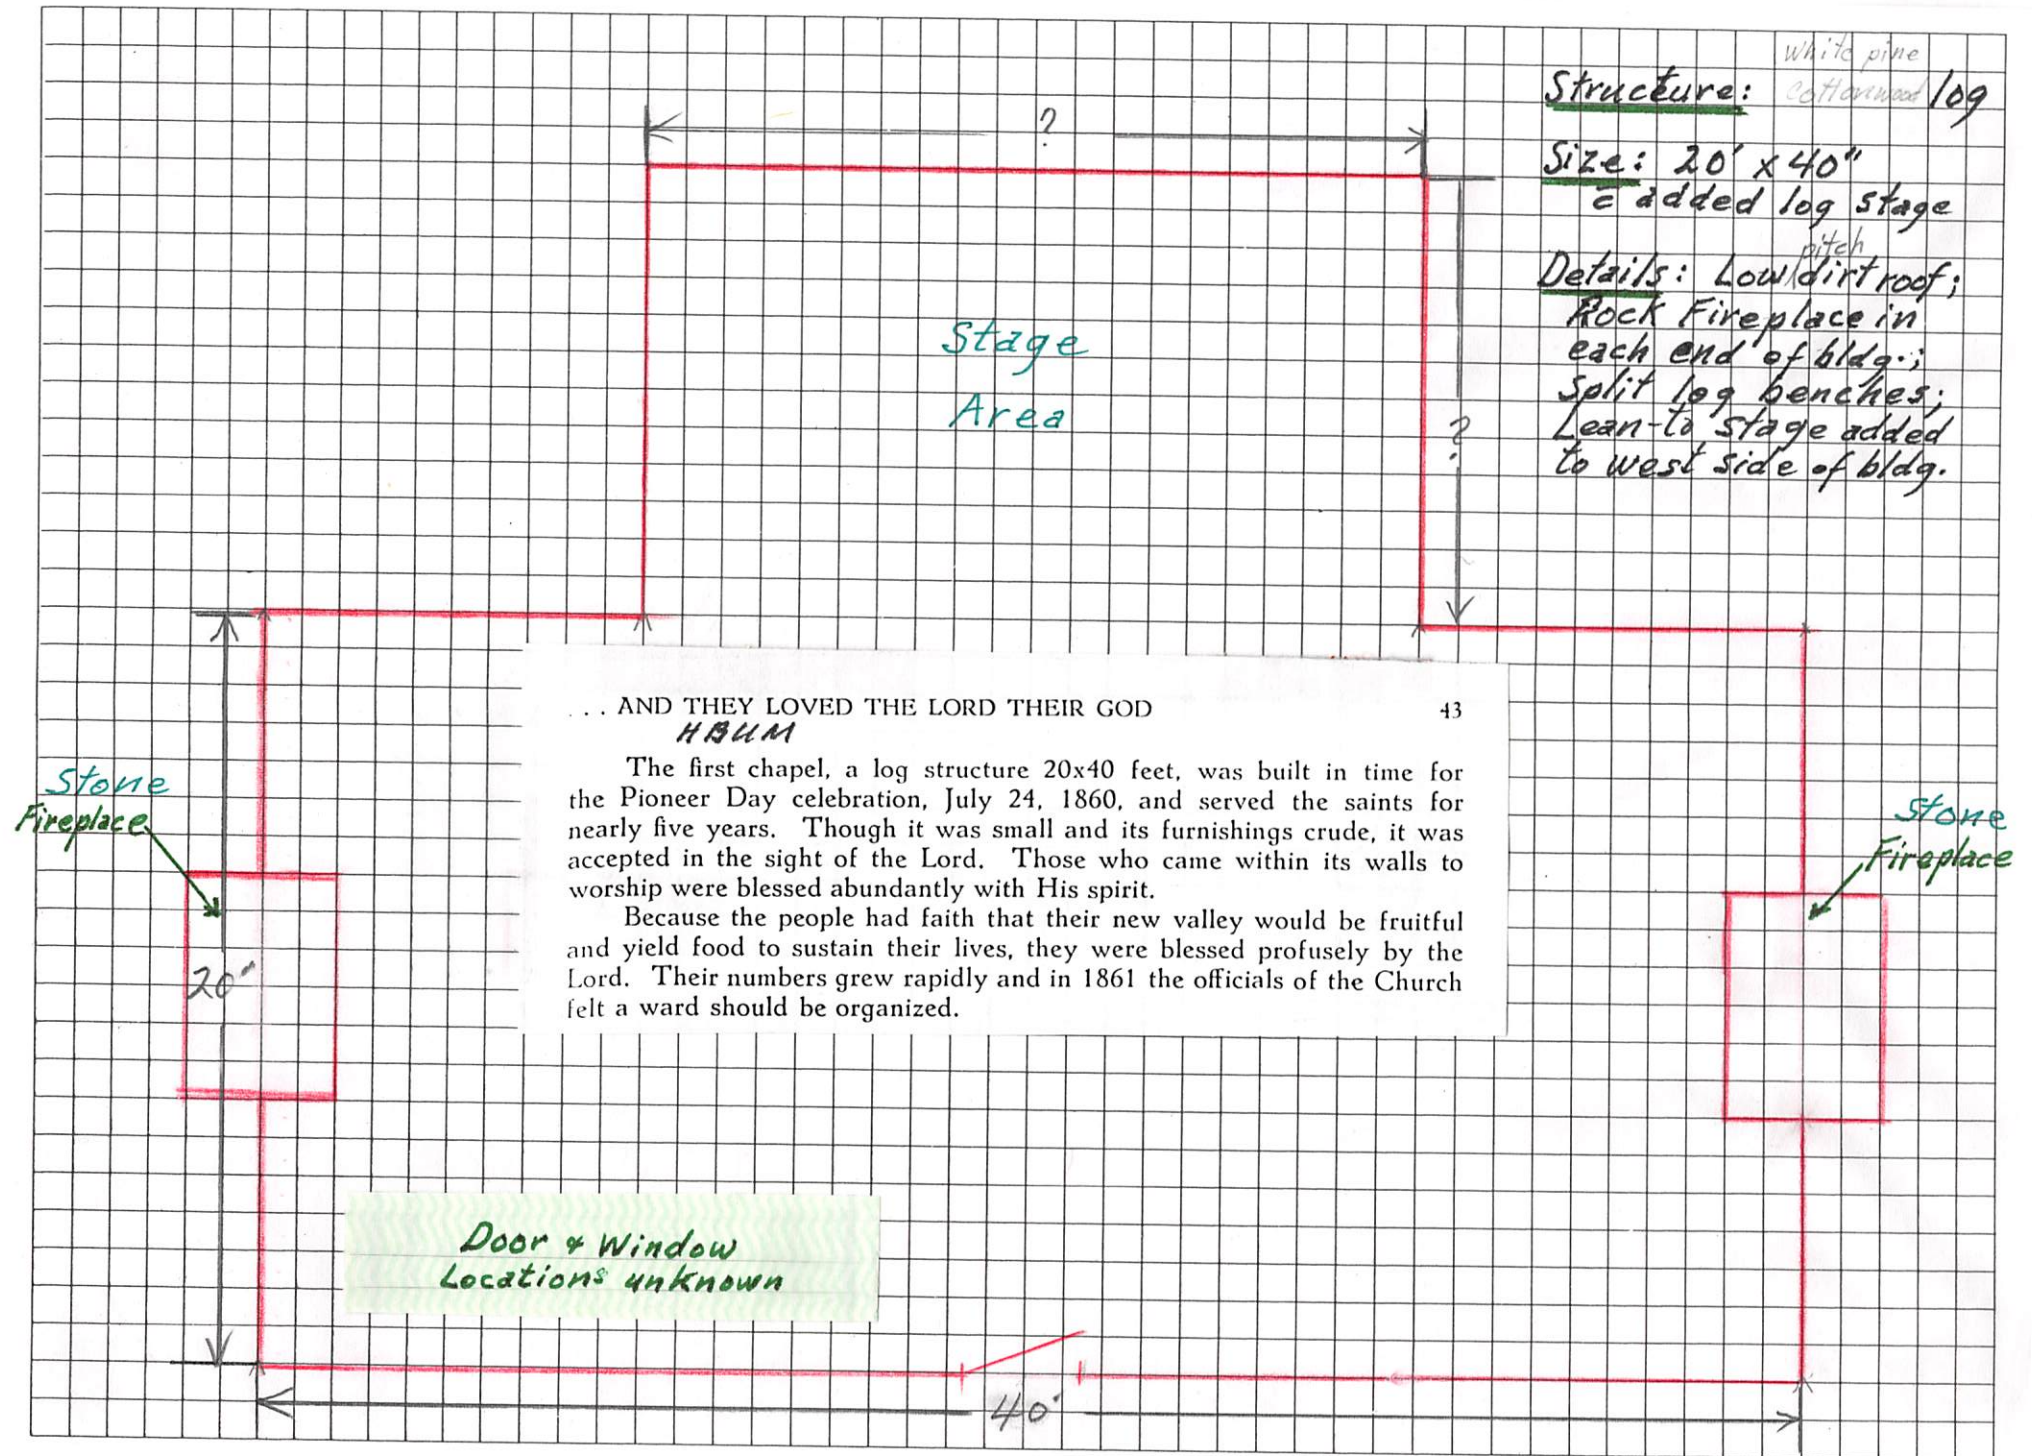 white pine
Structure: cottonwood log
Size: 20' x 40"
c̄ added log stage
pitch
Details: Low/dirt roof;
Rock Fireplace in
each end of bldg.;
Split log benches;
Lean-to stage added
to west side of bldg.
?
Stage
Area
?
. . . AND THEY LOVED THE LORD THEIR GOD 43
HBUM
The first chapel, a log structure 20x40 feet, was built in time for
the Pioneer Day celebration, July 24, 1860, and served the saints for
nearly five years. Though it was small and its furnishings crude, it was
accepted in the sight of the Lord. Those who came within its walls to
worship were blessed abundantly with His spirit.
Because the people had faith that their new valley would be fruitful
and yield food to sustain their lives, they were blessed profusely by the
Lord. Their numbers grew rapidly and in 1861 the officials of the Church
felt a ward should be organized.
Stone
Fireplace
20"
Stone
Fireplace
Door & Window
Locations unknown
40'